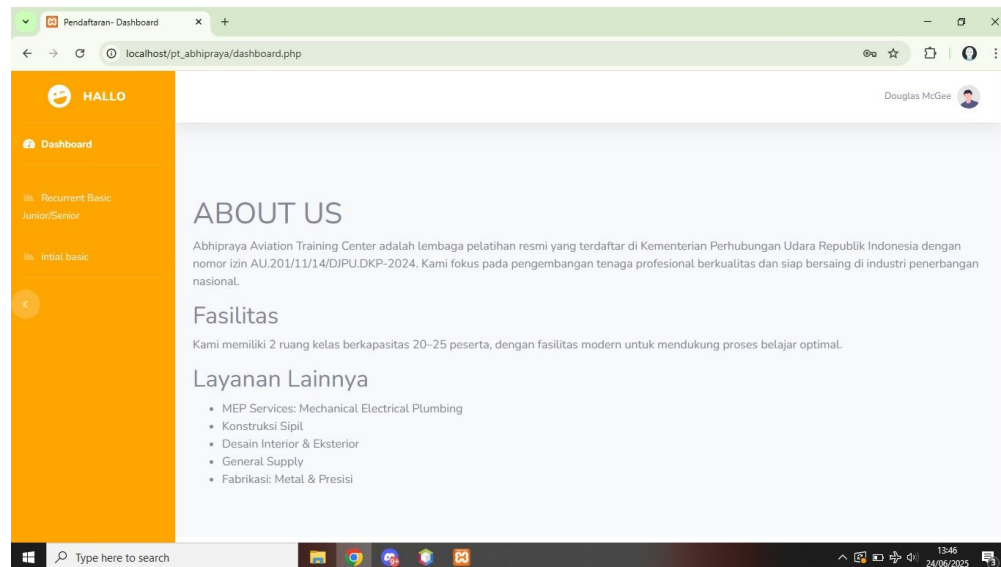 Pendaftaran- Dashboard
localhost/pt_abhipraya/dashboard.php
HALLO
Douglas McGee
Dashboard
Recurrent Basic
Junior/Senior
intial basic
ABOUT US
Abhipraya Aviation Training Center adalah lembaga pelatihan resmi yang terdaftar di Kementerian Perhubungan Udara Republik Indonesia dengan
nomor izin AU.201/11/14/DJPU.DKP-2024. Kami fokus pada pengembangan tenaga profesional berkualitas dan siap bersaing di industri penerbangan
nasional.
Fasilitas
Kami memiliki 2 ruang kelas berkapasitas 20–25 peserta, dengan fasilitas modern untuk mendukung proses belajar optimal.
Layanan Lainnya
• MEP Services: Mechanical Electrical Plumbing
• Konstruksi Sipil
• Desain Interior & Eksterior
• General Supply
• Fabrikasi: Metal & Presisi
Type here to search
13:46
24/06/2025
3